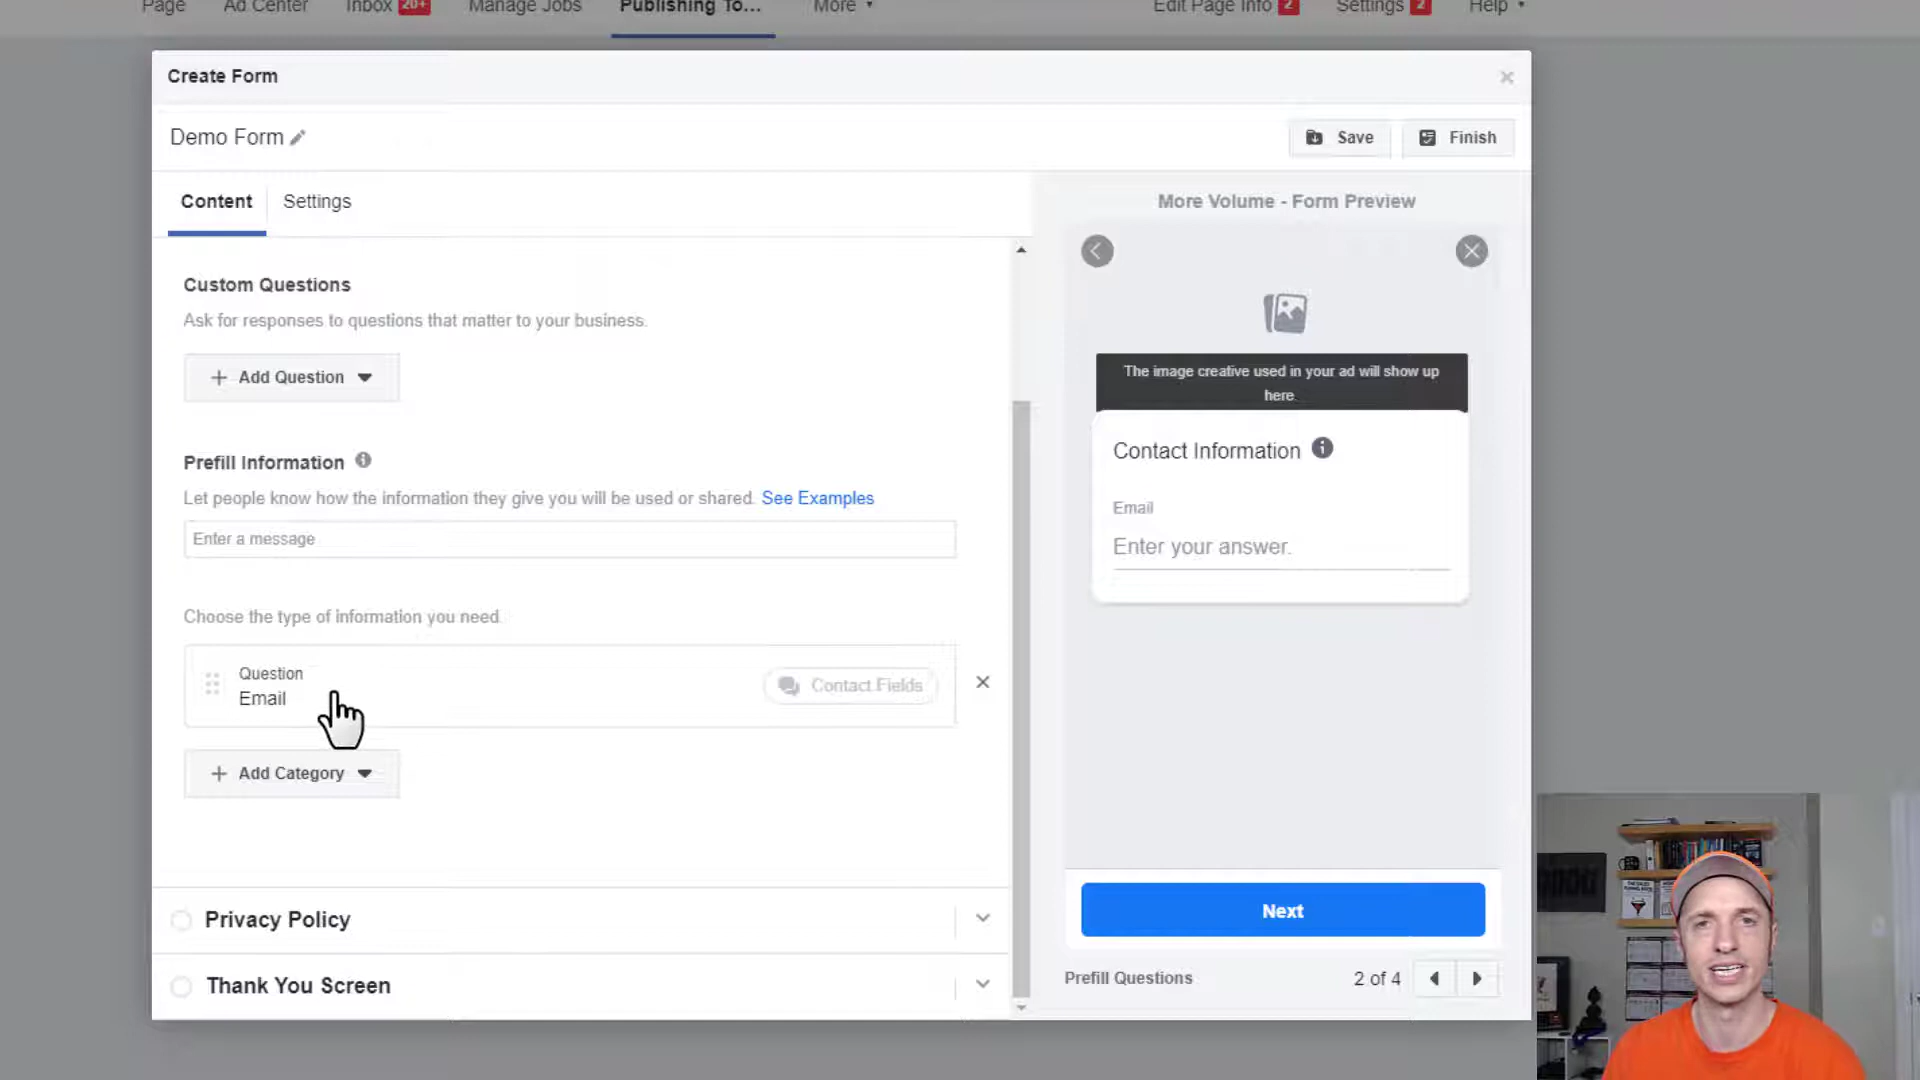 Page Ad Center Inbox 20+ Manage Jobs Publishing To... More Edit Page Info 2 Settings 2 Help
Create Form
Demo Form
Save Finish
Content Settings
More Volume - Form Preview
Custom Questions
Ask for responses to questions that matter to your business.
+ Add Question
Prefill Information
Let people know how the information they give you will be used or shared. See Examples
Enter a message
Choose the type of information you need.
Question
Email
Contact Fields
+ Add Category
Privacy Policy
Thank You Screen
The image creative used in your ad will show up
here.
Contact Information
Email
Enter your answer.
Next
Prefill Questions 2 of 4